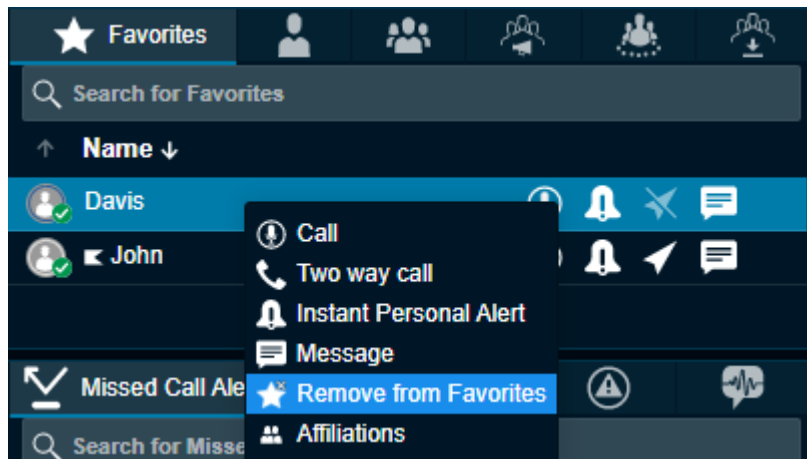 Favorites
Search for Favorites
Name
Davis
John
Call
Two way call
Instant Personal Alert
Message
Remove from Favorites
Affiliations
Missed Call Ale
Search for Misse